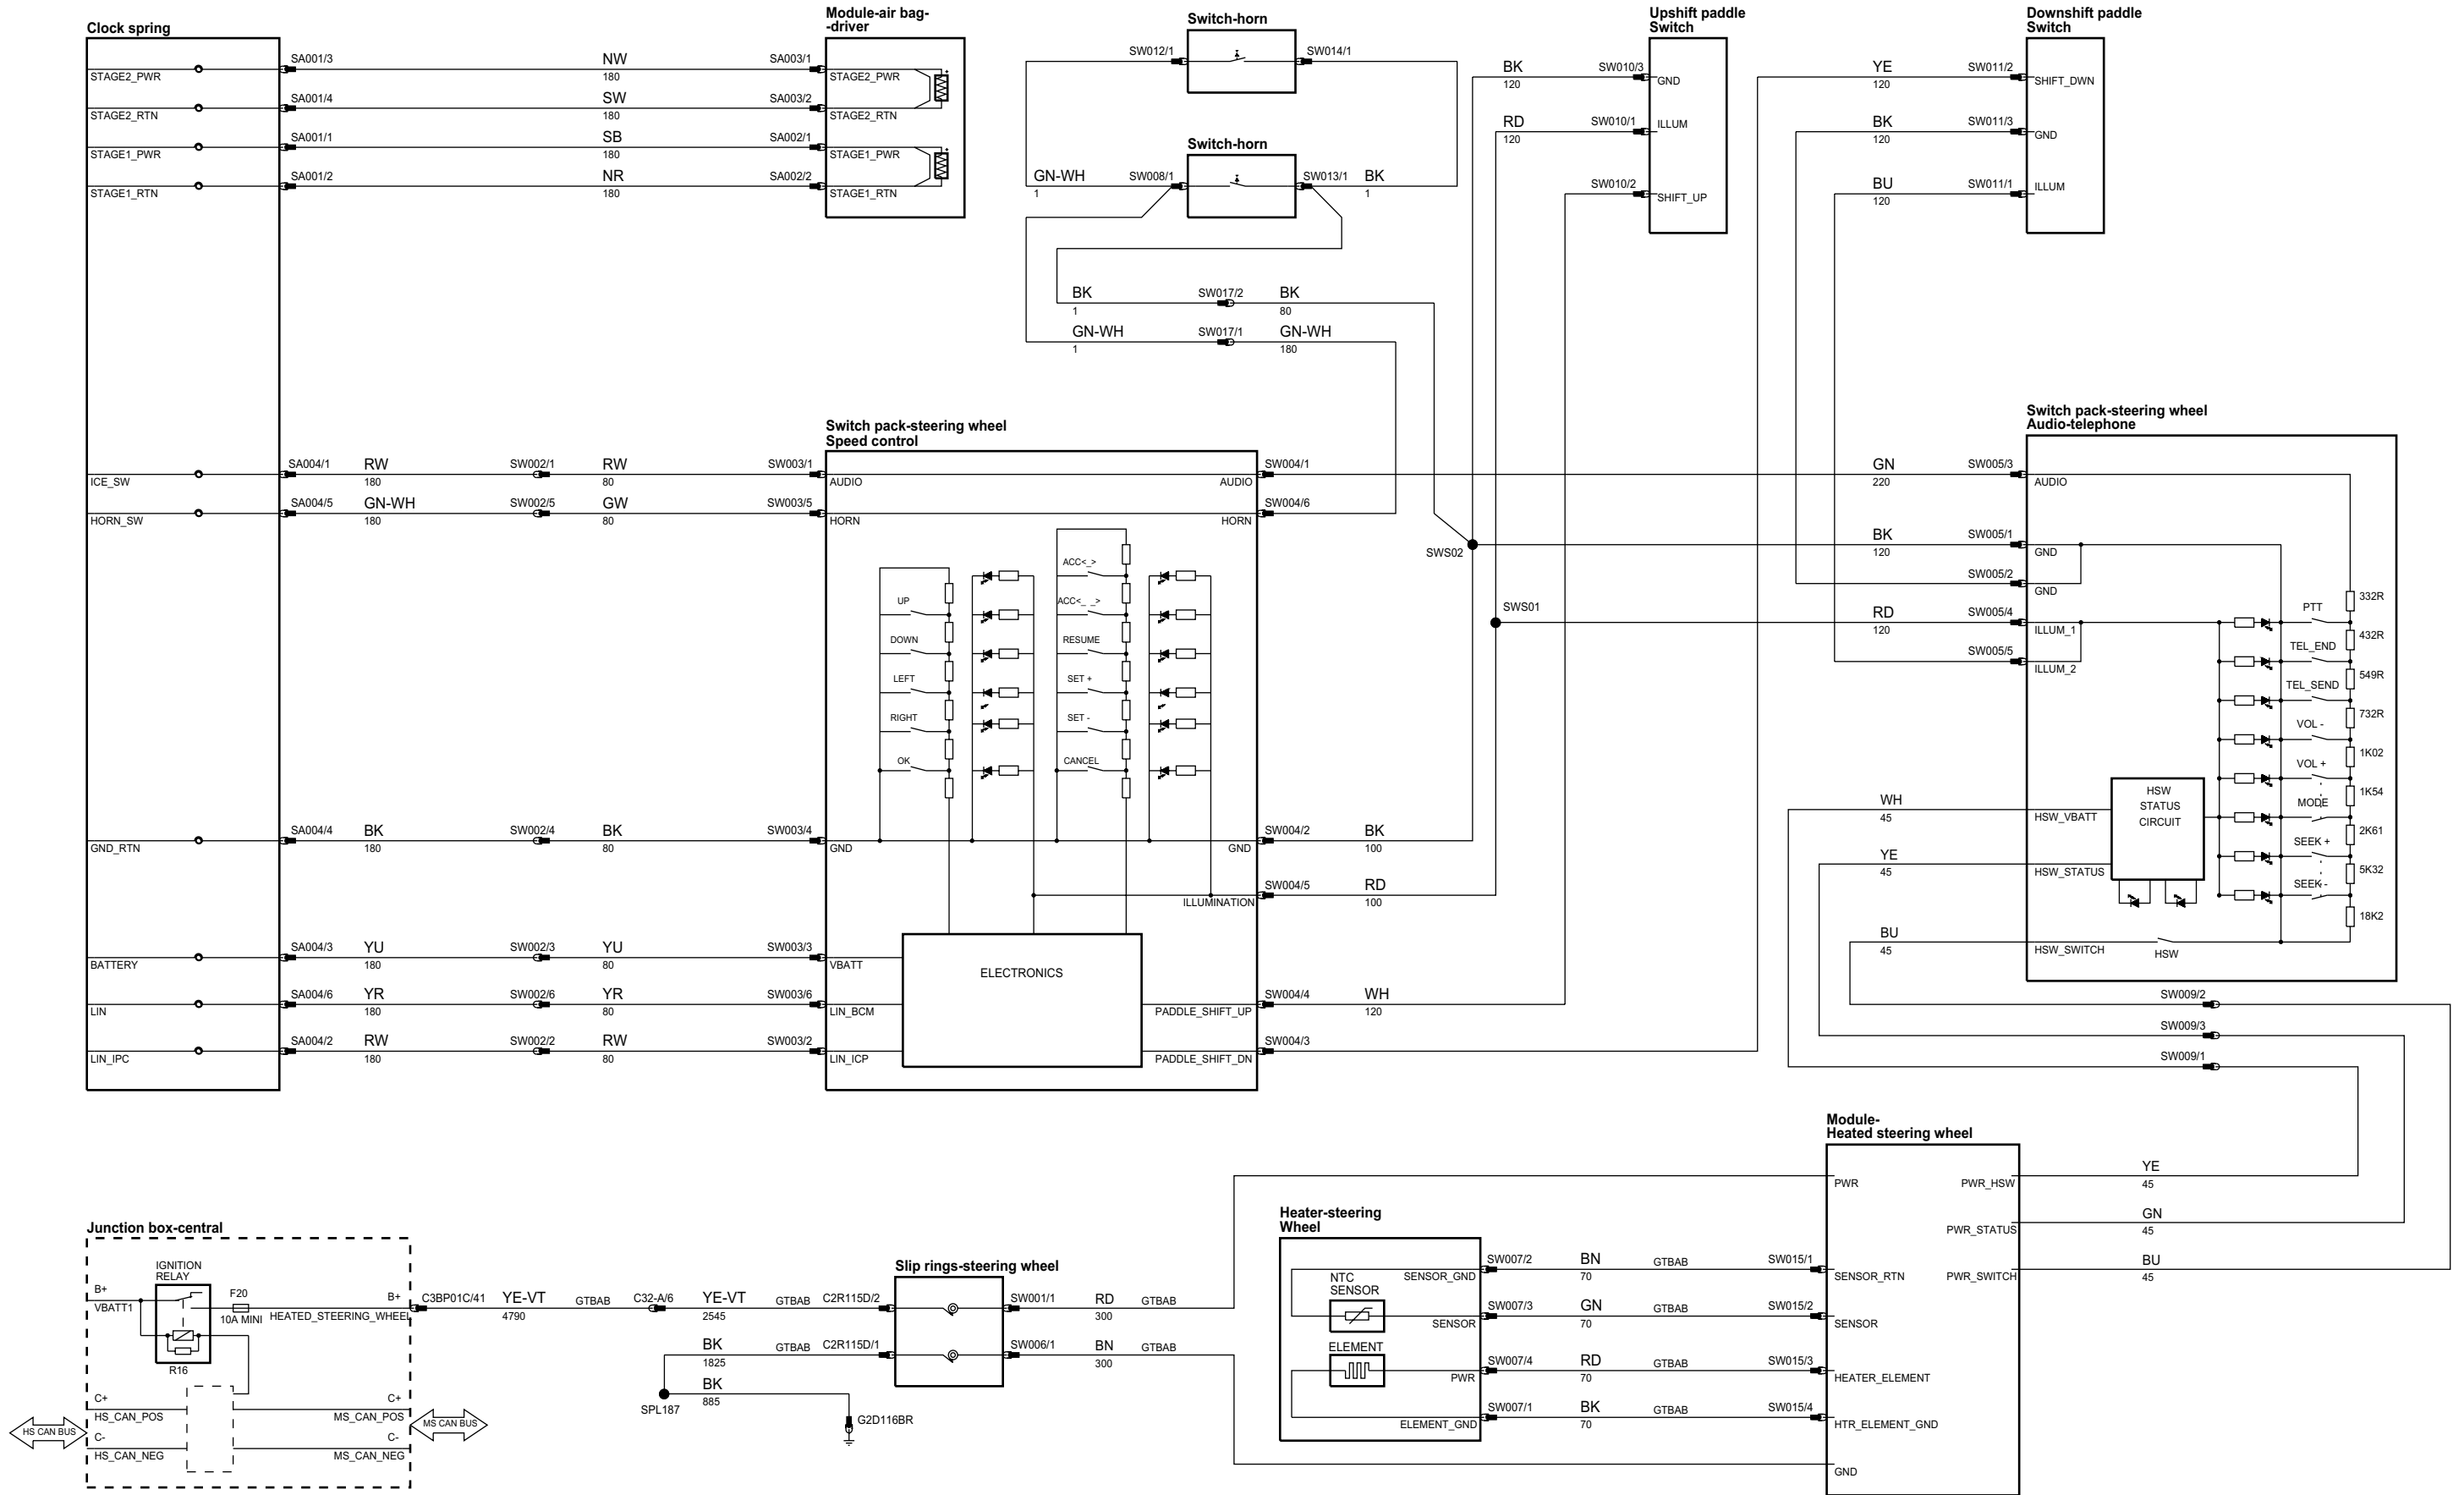 Clock spring
STAGE2_PWR
STAGE2_RTN
STAGE1_PWR
STAGE1_RTN
SA001/3
NW
180
SA003/1
SA001/4
SW
180
SA003/2
SA001/1
SB
180
SA002/1
SA001/2
NR
180
SA002/2
Module-air bag-
-driver
STAGE2_PWR
STAGE2_RTN
STAGE1_PWR
STAGE1_RTN
Switch-horn
SW012/1
SW014/1
Switch-horn
GN-WH
1
SW008/1
SW013/1
BK
1
BK
1
SW017/2
BK
80
GN-WH
1
SW017/1
GN-WH
180
Upshift paddle
Switch
BK
120
SW010/3
GND
RD
120
SW010/1
ILLUM
SW010/2
SHIFT_UP
Downshift paddle
Switch
YE
120
SW011/2
SHIFT_DWN
BK
120
SW011/3
GND
BU
120
SW011/1
ILLUM
ICE_SW
SA004/1
RW
180
SW002/1
RW
80
SW003/1
HORN_SW
SA004/5
GN-WH
180
SW002/5
GW
80
SW003/5
GND_RTN
SA004/4
BK
180
SW002/4
BK
80
SW003/4
BATTERY
SA004/3
YU
180
SW002/3
YU
80
SW003/3
LIN
SA004/6
YR
180
SW002/6
YR
80
SW003/6
LIN_IPC
SA004/2
RW
180
SW002/2
RW
80
SW003/2
Switch pack-steering wheel
Speed control
AUDIO
AUDIO
HORN
HORN
UP
DOWN
LEFT
RIGHT
OK
ACC<_>
ACC<_ _>
RESUME
SET +
SET -
CANCEL
GND
GND
ILLUMINATION
VBATT
ELECTRONICS
LIN_BCM
PADDLE_SHIFT_UP
LIN_ICP
PADDLE_SHIFT_DN
SW004/1
SW004/6
SW004/2
BK
100
SW004/5
RD
100
SW004/4
WH
120
SW004/3
SWS02
SWS01
Switch pack-steering wheel
Audio-telephone
GN
220
SW005/3
AUDIO
BK
120
SW005/1
GND
SW005/2
GND
RD
120
SW005/4
ILLUM_1
SW005/5
ILLUM_2
PTT
TEL_END
TEL_SEND
VOL -
VOL +
MODE
SEEK +
SEEK -
332R
432R
549R
732R
1K02
1K54
2K61
5K32
18K2
HSW
STATUS
CIRCUIT
WH
45
HSW_VBATT
YE
45
HSW_STATUS
BU
45
HSW_SWITCH
HSW
SW009/2
SW009/3
SW009/1
Module-
Heated steering wheel
PWR
PWR_HSW
YE
45
PWR_STATUS
GN
45
PWR_SWITCH
BU
45
SENSOR_RTN
SENSOR
HEATER_ELEMENT
HTR_ELEMENT_GND
GND
Heater-steering
Wheel
NTC
SENSOR
ELEMENT
SENSOR_GND
SENSOR
PWR
ELEMENT_GND
SW007/2
BN
70
GTBAB
SW015/1
SW007/3
GN
70
GTBAB
SW015/2
SW007/4
RD
70
GTBAB
SW015/3
SW007/1
BK
70
GTBAB
SW015/4
Junction box-central
IGNITION
RELAY
B+
VBATT1
F20
10A MINI
R16
B+
HEATED_STEERING_WHEEL
C+
HS_CAN_POS
C-
HS_CAN_NEG
C+
MS_CAN_POS
C-
MS_CAN_NEG
HS CAN BUS
MS CAN BUS
C3BP01C/41
YE-VT
4790
GTBAB
C32-A/6
YE-VT
2545
GTBAB
C2R115D/2
BK
1825
GTBAB
C2R115D/1
BK
885
SPL187
G2D116BR
Slip rings-steering wheel
SW001/1
RD
300
GTBAB
SW006/1
BN
300
GTBAB